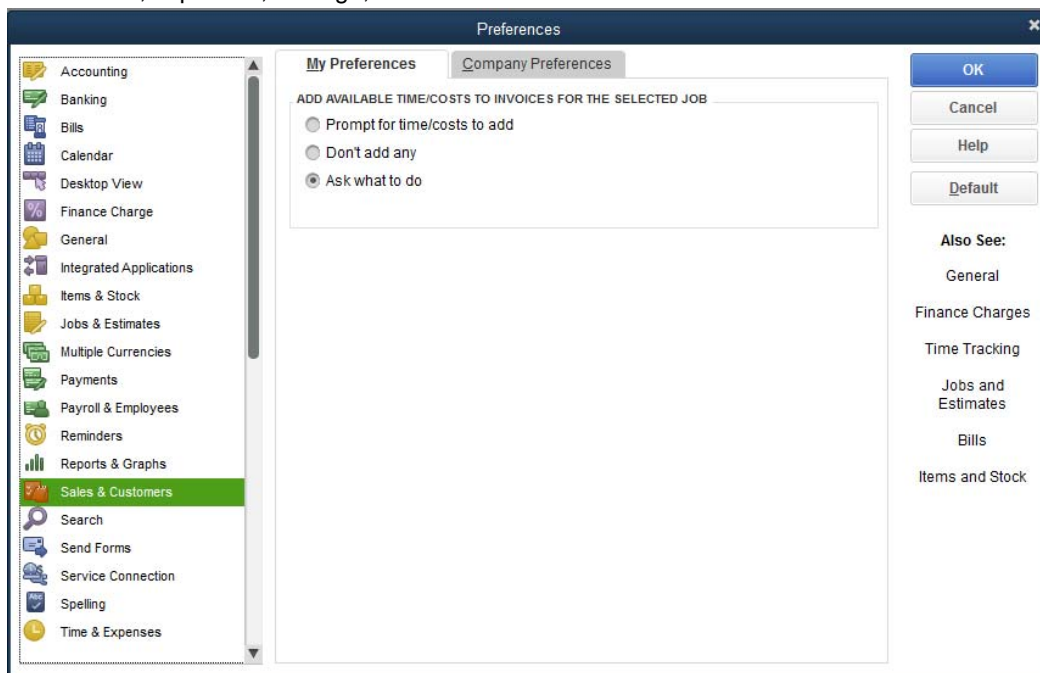 Preferences
Accounting
Banking
Bills
Calendar
Desktop View
Finance Charge
General
Integrated Applications
Items & Stock
Jobs & Estimates
Multiple Currencies
Payments
Payroll & Employees
Reminders
Reports & Graphs
Sales & Customers
Search
Send Forms
Service Connection
Spelling
Time & Expenses
My Preferences
Company Preferences
ADD AVAILABLE TIME/COSTS TO INVOICES FOR THE SELECTED JOB
Prompt for time/costs to add
Don't add any
Ask what to do
OK
Cancel
Help
Default
Also See:
General
Finance Charges
Time Tracking
Jobs and
Estimates
Bills
Items and Stock